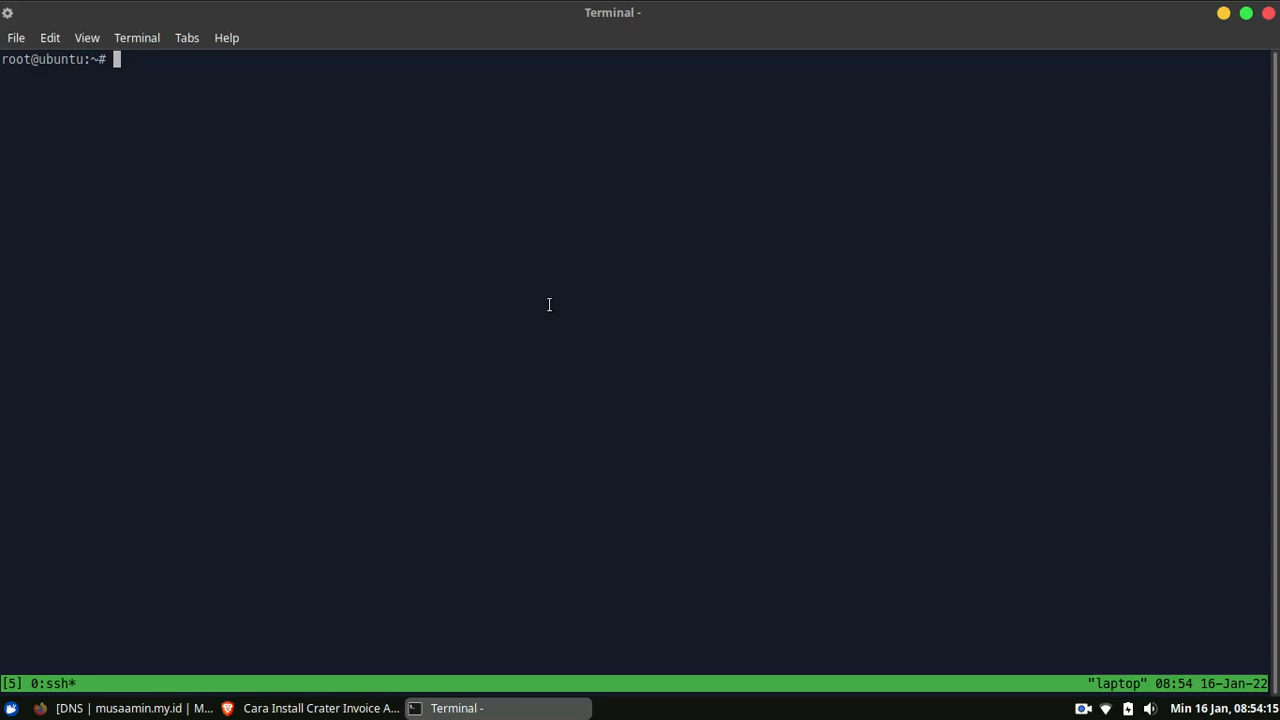 Terminal -
File Edit View Terminal Tabs Help
root@ubuntu:~#
[5] 0:ssh* "laptop" 08:54 16-Jan-22
[DNS | musaamin.my.id | M... Cara Install Crater Invoice A... Terminal - Min 16 Jan, 08:54:15